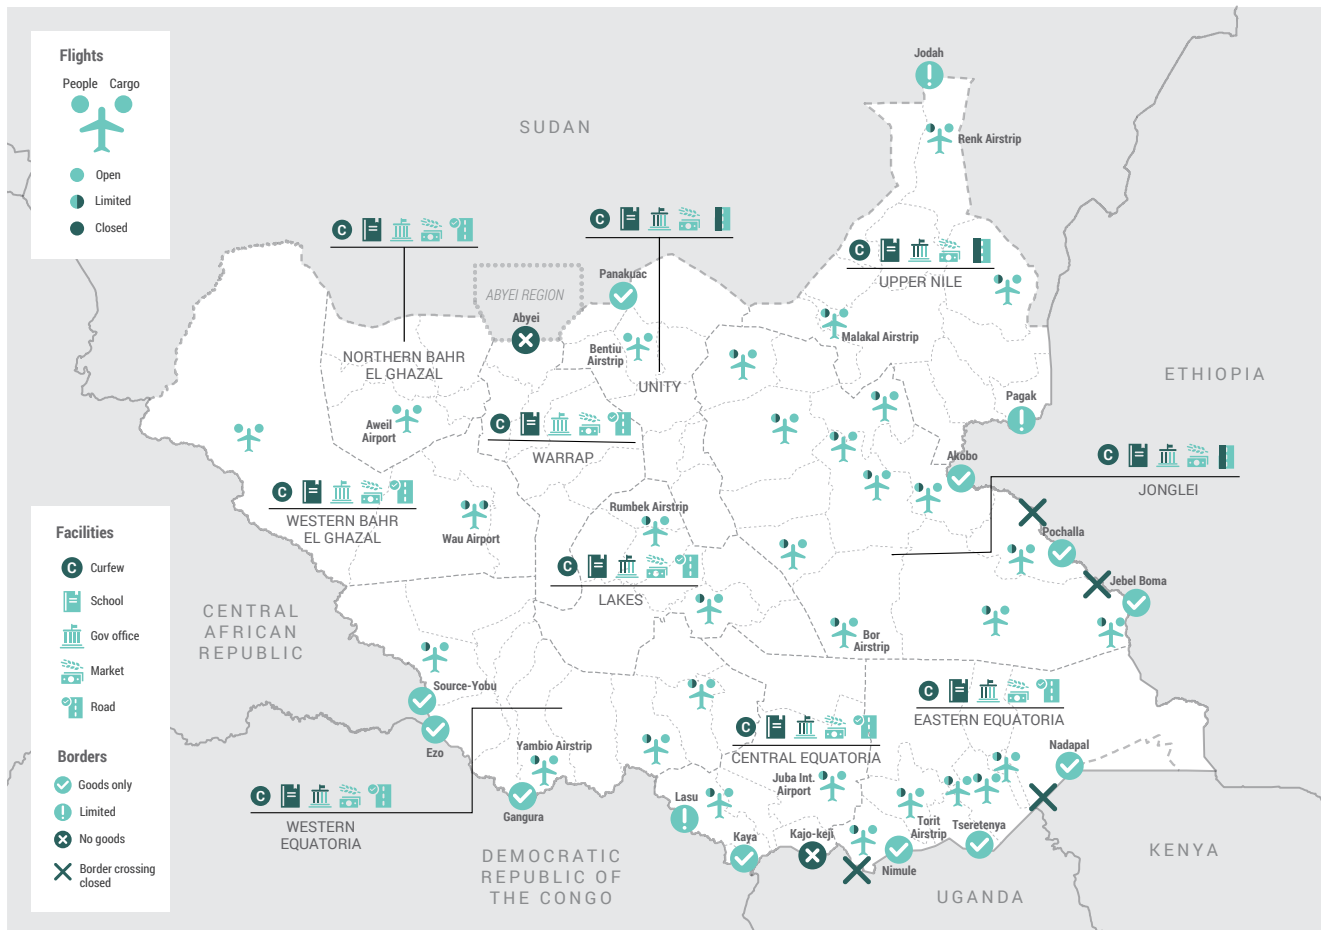 Flights
People Cargo
Open
Limited
Closed
Facilities
C Curfew
School
Gov office
Market
Road
Borders
Goods only
Limited
No goods
Border crossing
closed
SUDAN
Jodah
Renk Airstrip
C
C
C
UPPER NILE
Panakuac
ABYEI REGION
Abyei
Malakal Airstrip
Bentiu
Airstrip
NORTHERN BAHR
EL GHAZAL
UNITY
ETHIOPIA
Pagak
Aweil
Airport
C
WARRAP
Akobo
C
JONGLEI
C
WESTERN BAHR
EL GHAZAL
Wau Airport
Rumbek Airstrip
Pochalla
C
LAKES
Jebel Boma
CENTRAL
AFRICAN
REPUBLIC
Bor
Airstrip
Source-Yobu
Ezo
C
EASTERN EQUATORIA
C
CENTRAL EQUATORIA
Nadapal
Yambio Airstrip
Juba Int.
Airport
C
WESTERN
EQUATORIA
Gangura
Lasu
Kaya
Kajo-keji
Torit
Airstrip
Tseretenya
Nimule
DEMOCRATIC
REPUBLIC OF
THE CONGO
UGANDA
KENYA